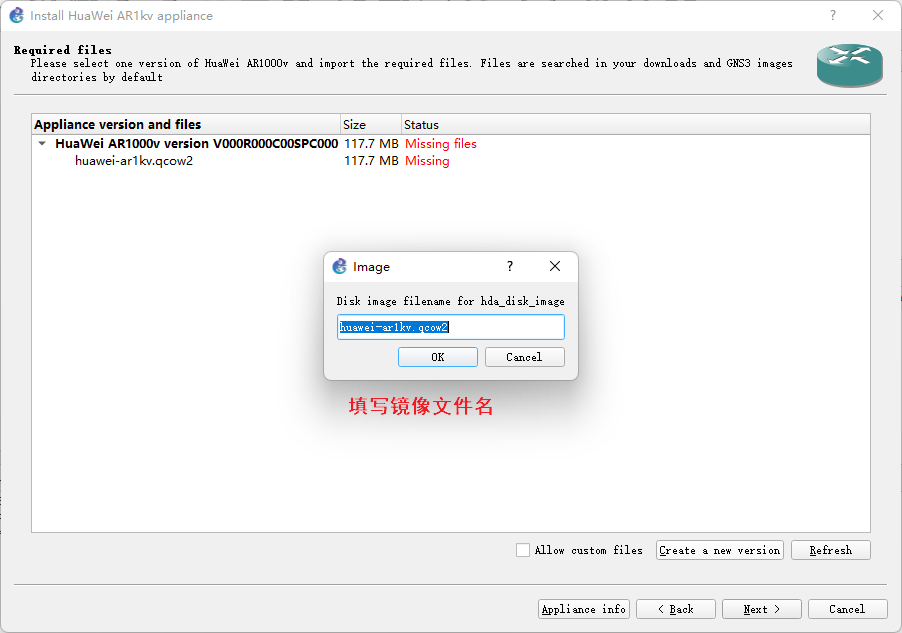 Install HuaWei AR1kv appliance
Required files
Please select one version of HuaWei AR1000v and import the required files. Files are searched in your downloads and GNS3 images
directories by default
Appliance version and files Size Status
HuaWei AR1000v version V000R000C00SPC000 117.7 MB Missing files
huawei-ar1kv.qcow2 117.7 MB Missing
Image
Disk image filename for hda_disk_image
huawei-ar1kv.qcow2
OK Cancel
填写镜像文件名
Allow custom files Create a new version Refresh
Appliance info < Back Next > Cancel